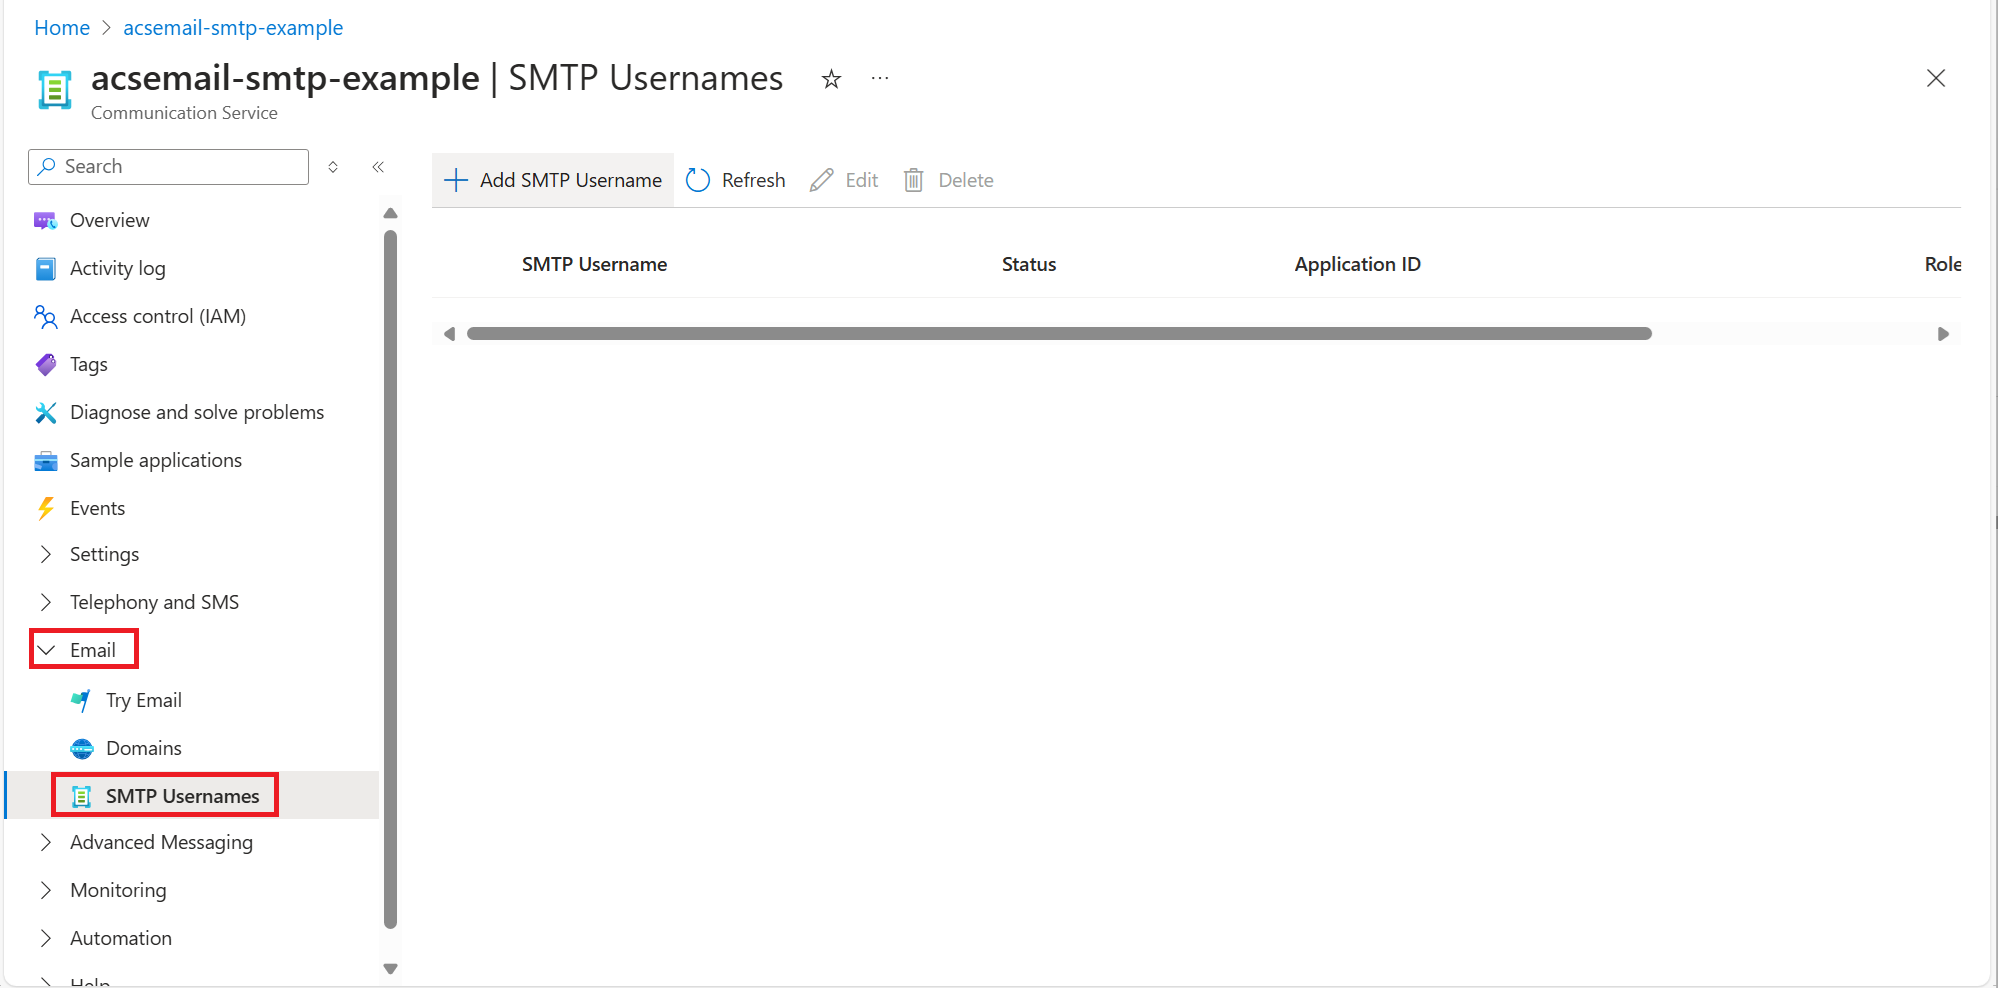 Home > acsemail-smtp-example
acsemail-smtp-example | SMTP Usernames
Communication Service
Search
Add SMTP Username
Refresh
Edit
Delete
SMTP Username
Status
Application ID
Role
Overview
Activity log
Access control (IAM)
Tags
Diagnose and solve problems
Sample applications
Events
Settings
Telephony and SMS
Email
Try Email
Domains
SMTP Usernames
Advanced Messaging
Monitoring
Automation
Help